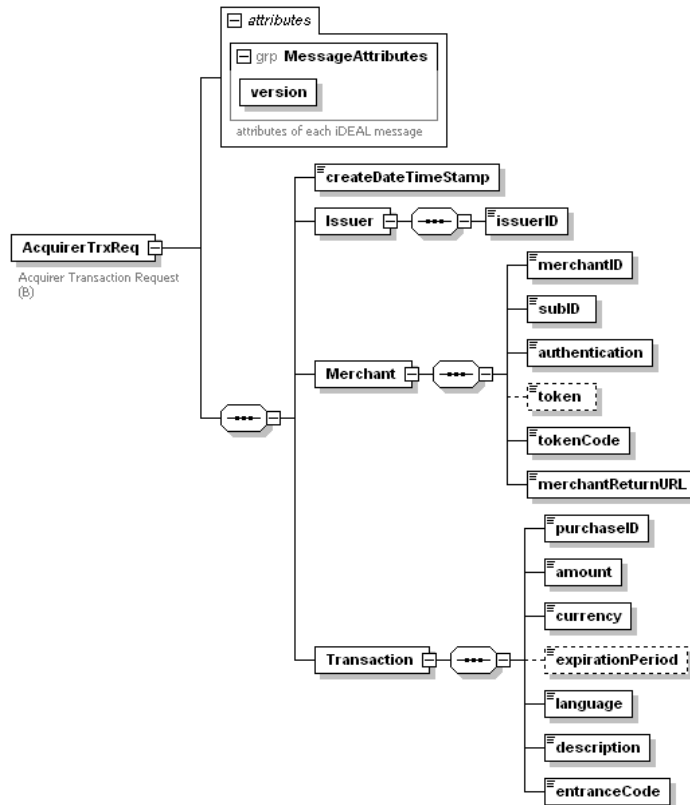 attributes
grp MessageAttributes
version
attributes of each iDEAL message
createDateTimeStamp
Issuer
issuerID
AcquirerTrxReq
Acquirer Transaction Request
(B)
merchantID
subID
authentication
Merchant
token
tokenCode
merchantReturnURL
purchaseID
amount
currency
Transaction
expirationPeriod
language
description
entranceCode